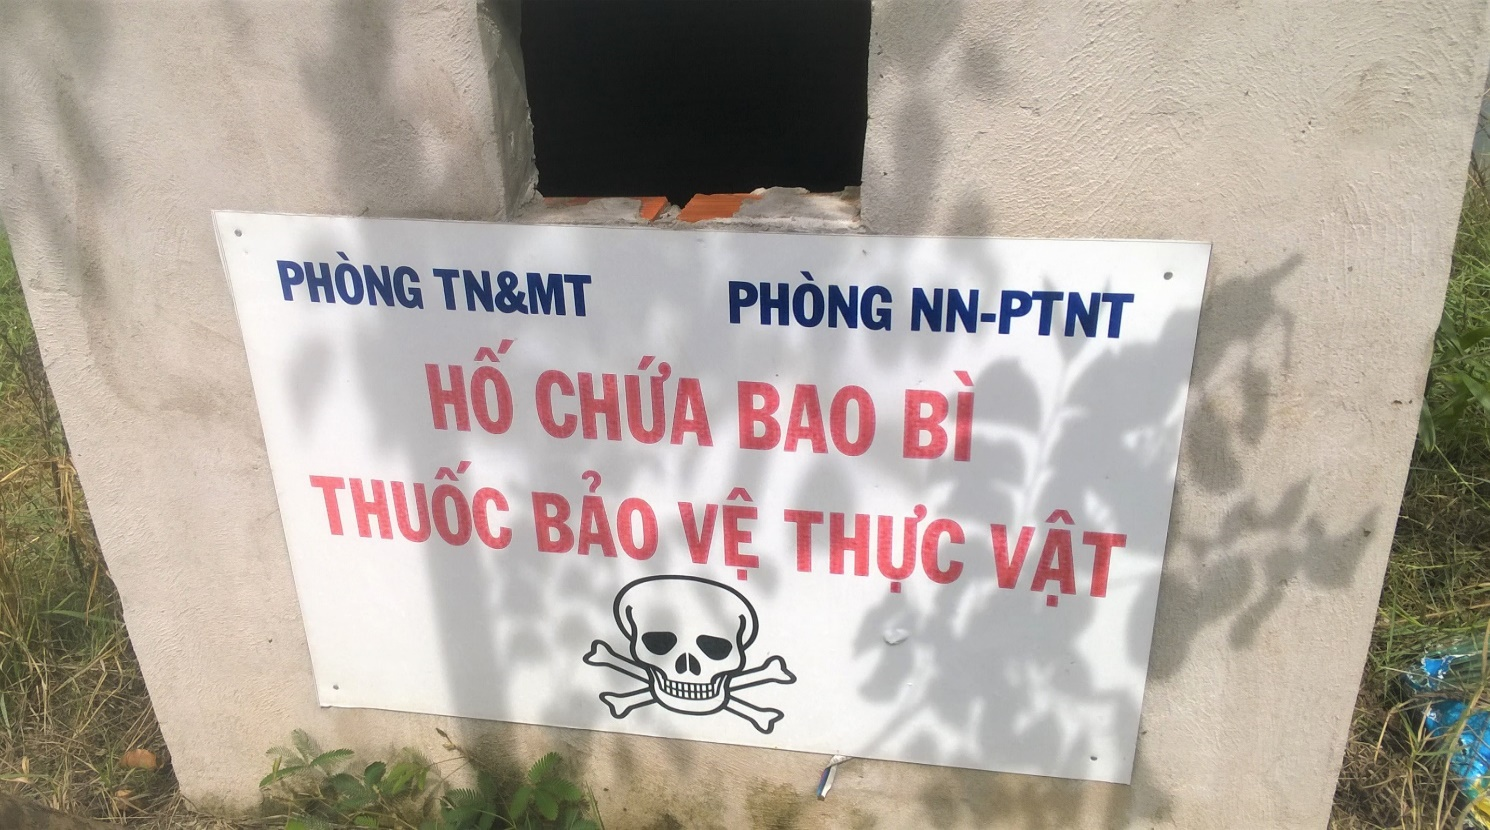 PHÒNG TN&MT PHÒNG NN-PTNT
HỐ CHỨA BAO BÌ
THUỐC BẢO VỆ THỰC VẬT